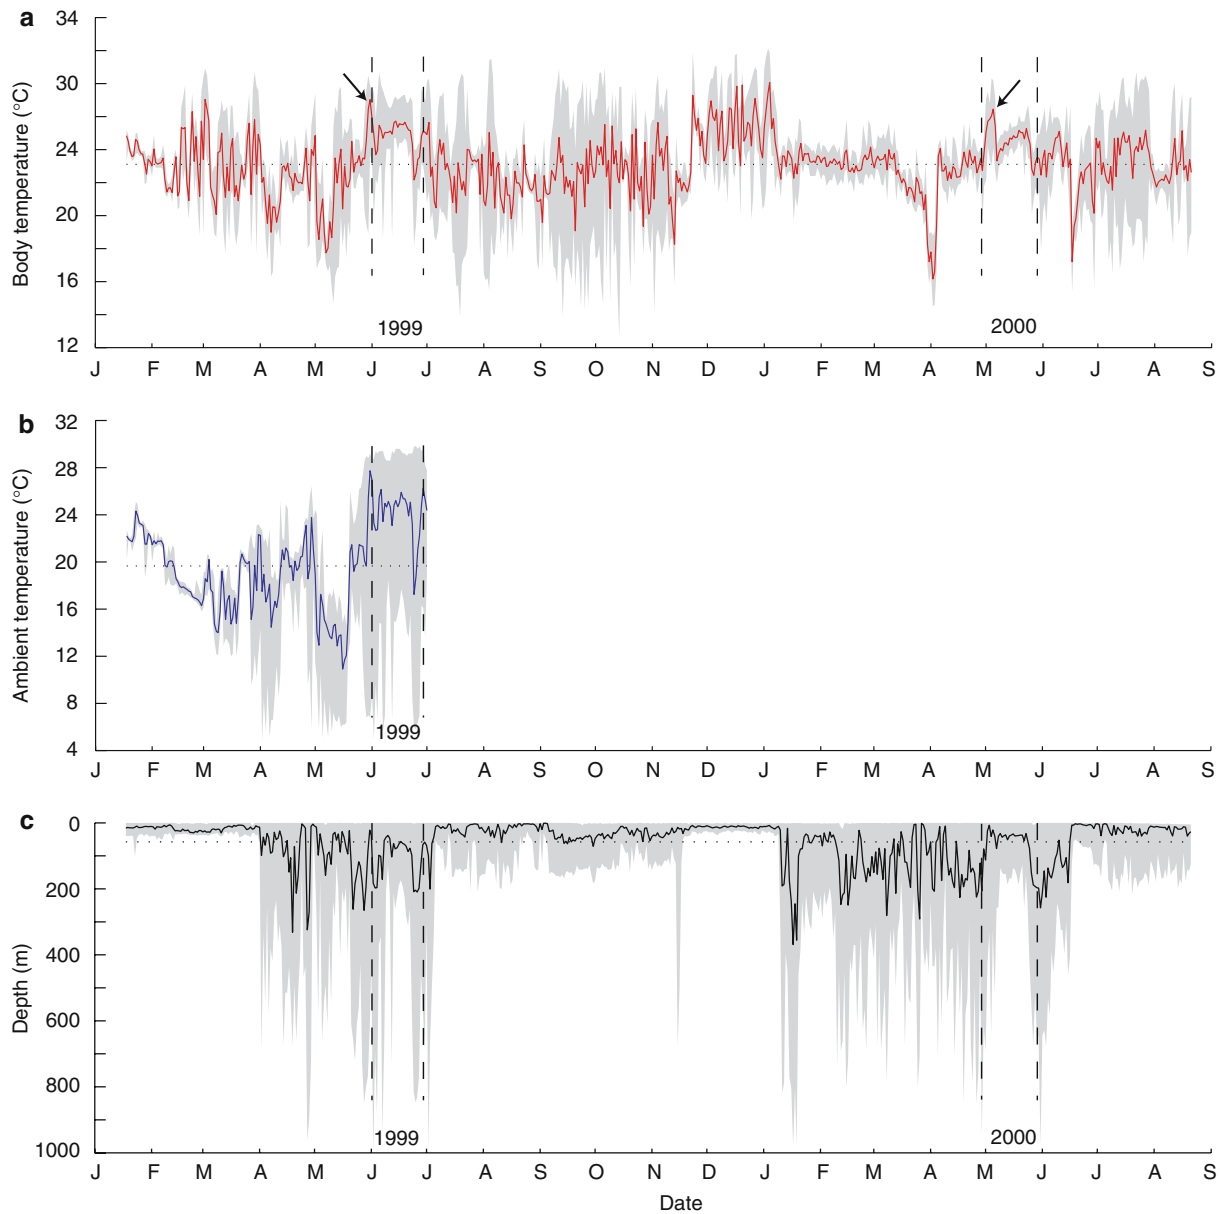 a
34
30
24
20
16
12
Body temperature (°C)
1999
2000
J F M A M J J A S O N D J F M A M J J A S
b
32
28
24
20
16
12
8
4
Ambient temperature (°C)
1999
J F M A M J J A S O N D J F M A M J J A S
c
0
200
400
600
800
1000
Depth (m)
1999
2000
J F M A M J J A S O N D J F M A M J J A S
Date